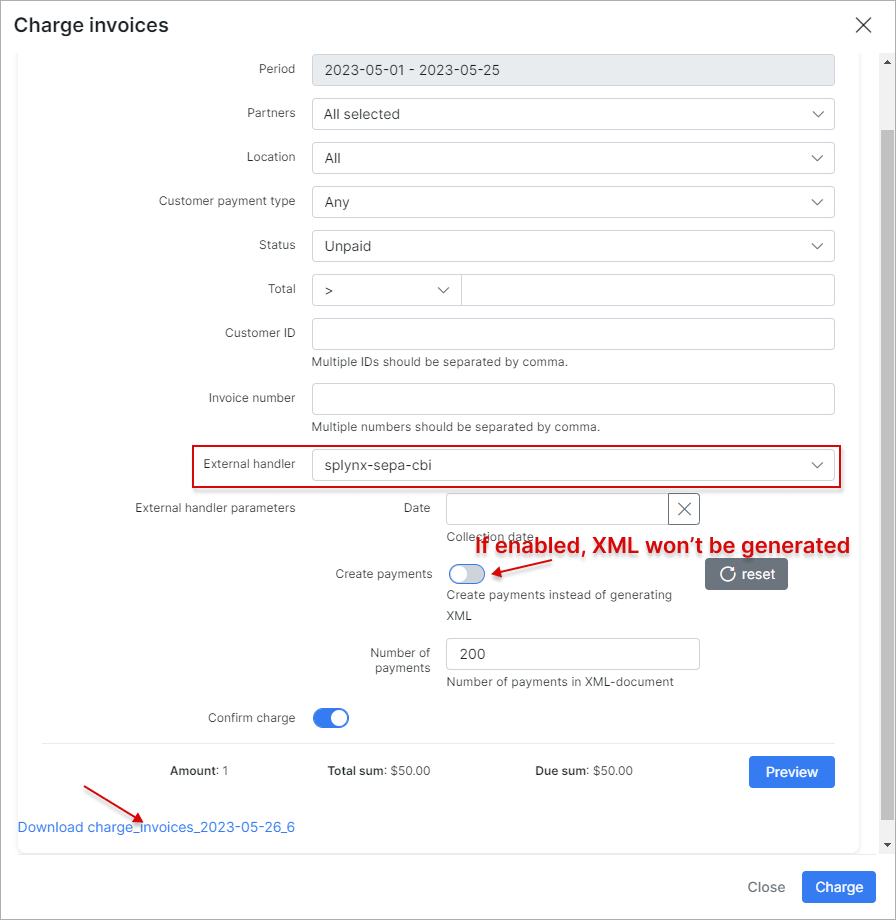 Charge invoices
Period 2023-05-01 - 2023-05-25
Partners All selected
Location All
Customer payment type Any
Status Unpaid
Total >
Customer ID
Multiple IDs should be separated by comma.
Invoice number
Multiple numbers should be separated by comma.
External handler splynx-sepa-cbi
External handler parameters Date
Collection date
If enabled, XML won't be generated
Create payments reset
Create payments instead of generating
XML
Number of
payments 200
Number of payments in XML-document
Confirm charge
Amount: 1 Total sum: $50.00 Due sum: $50.00 Preview
Download charge_invoices_2023-05-26_6
Close Charge